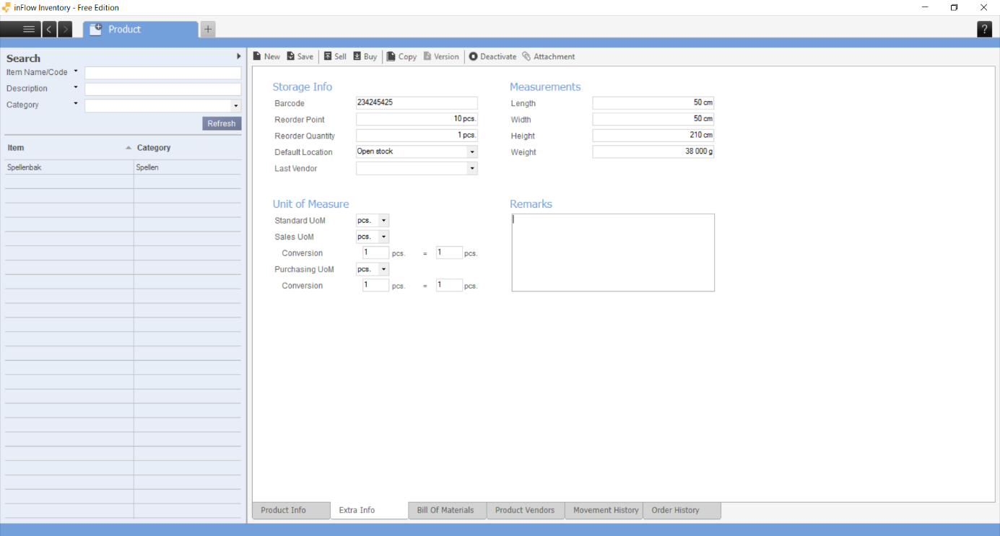 inFlow Inventory - Free Edition
Product
+
?
Search
Item Name/Code
Description
Category
Refresh
Item Category
Spellenbak Spellen
New Save Sell Buy Copy Version Deactivate Attachment
Storage Info
Barcode 234245425
Reorder Point 10 pcs.
Reorder Quantity 1 pcs.
Default Location Open stock
Last Vendor
Measurements
Length 50 cm
Width 50 cm
Height 210 cm
Weight 38 000 g
Unit of Measure
Standard UoM pcs.
Sales UoM pcs.
Conversion 1 pcs. = 1 pcs.
Purchasing UoM pcs.
Conversion 1 pcs. = 1 pcs.
Remarks
Product Info Extra Info Bill Of Materials Product Vendors Movement History Order History